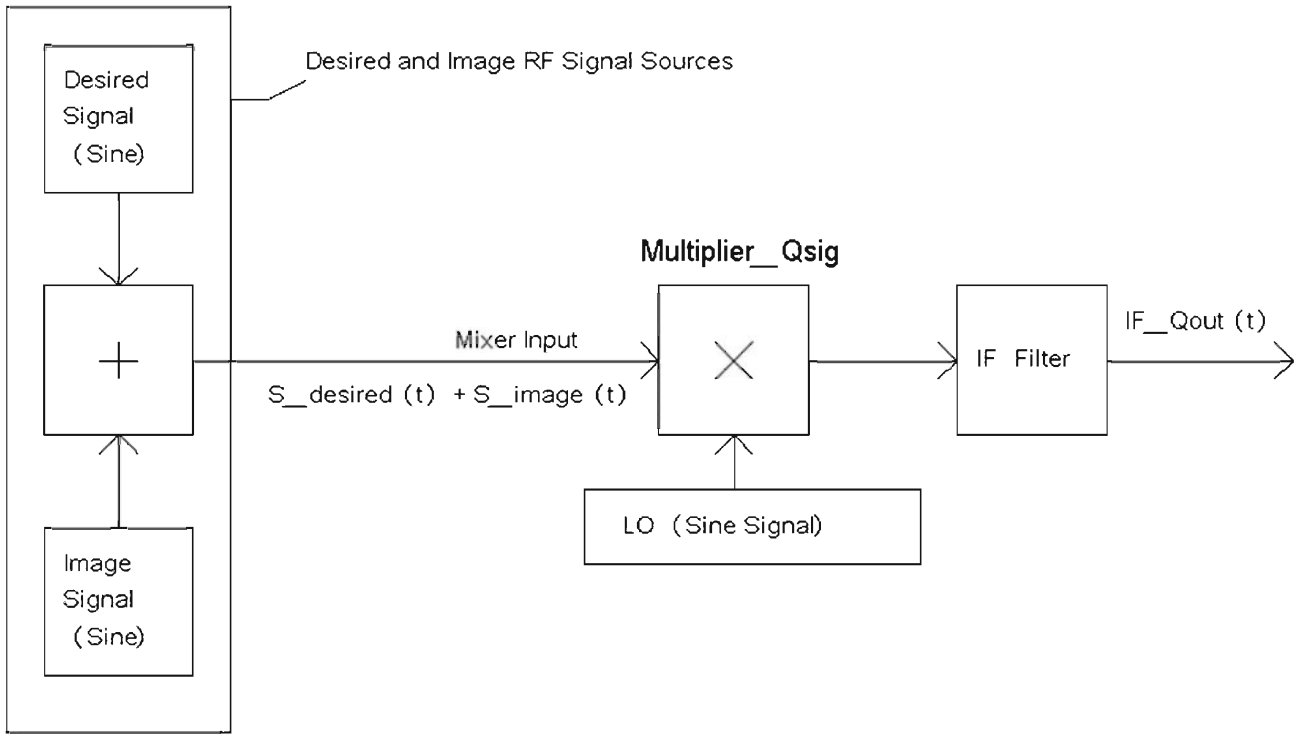 Desired and Image RF Signal Sources
Desired
Signal
(Sine)
Multiplier__Qsig
+
Mixer Input
S__desired (t) + S__image (t)
×
IF Filter
IF__Qout (t)
LO (Sine Signal)
Image
Signal
(Sine)